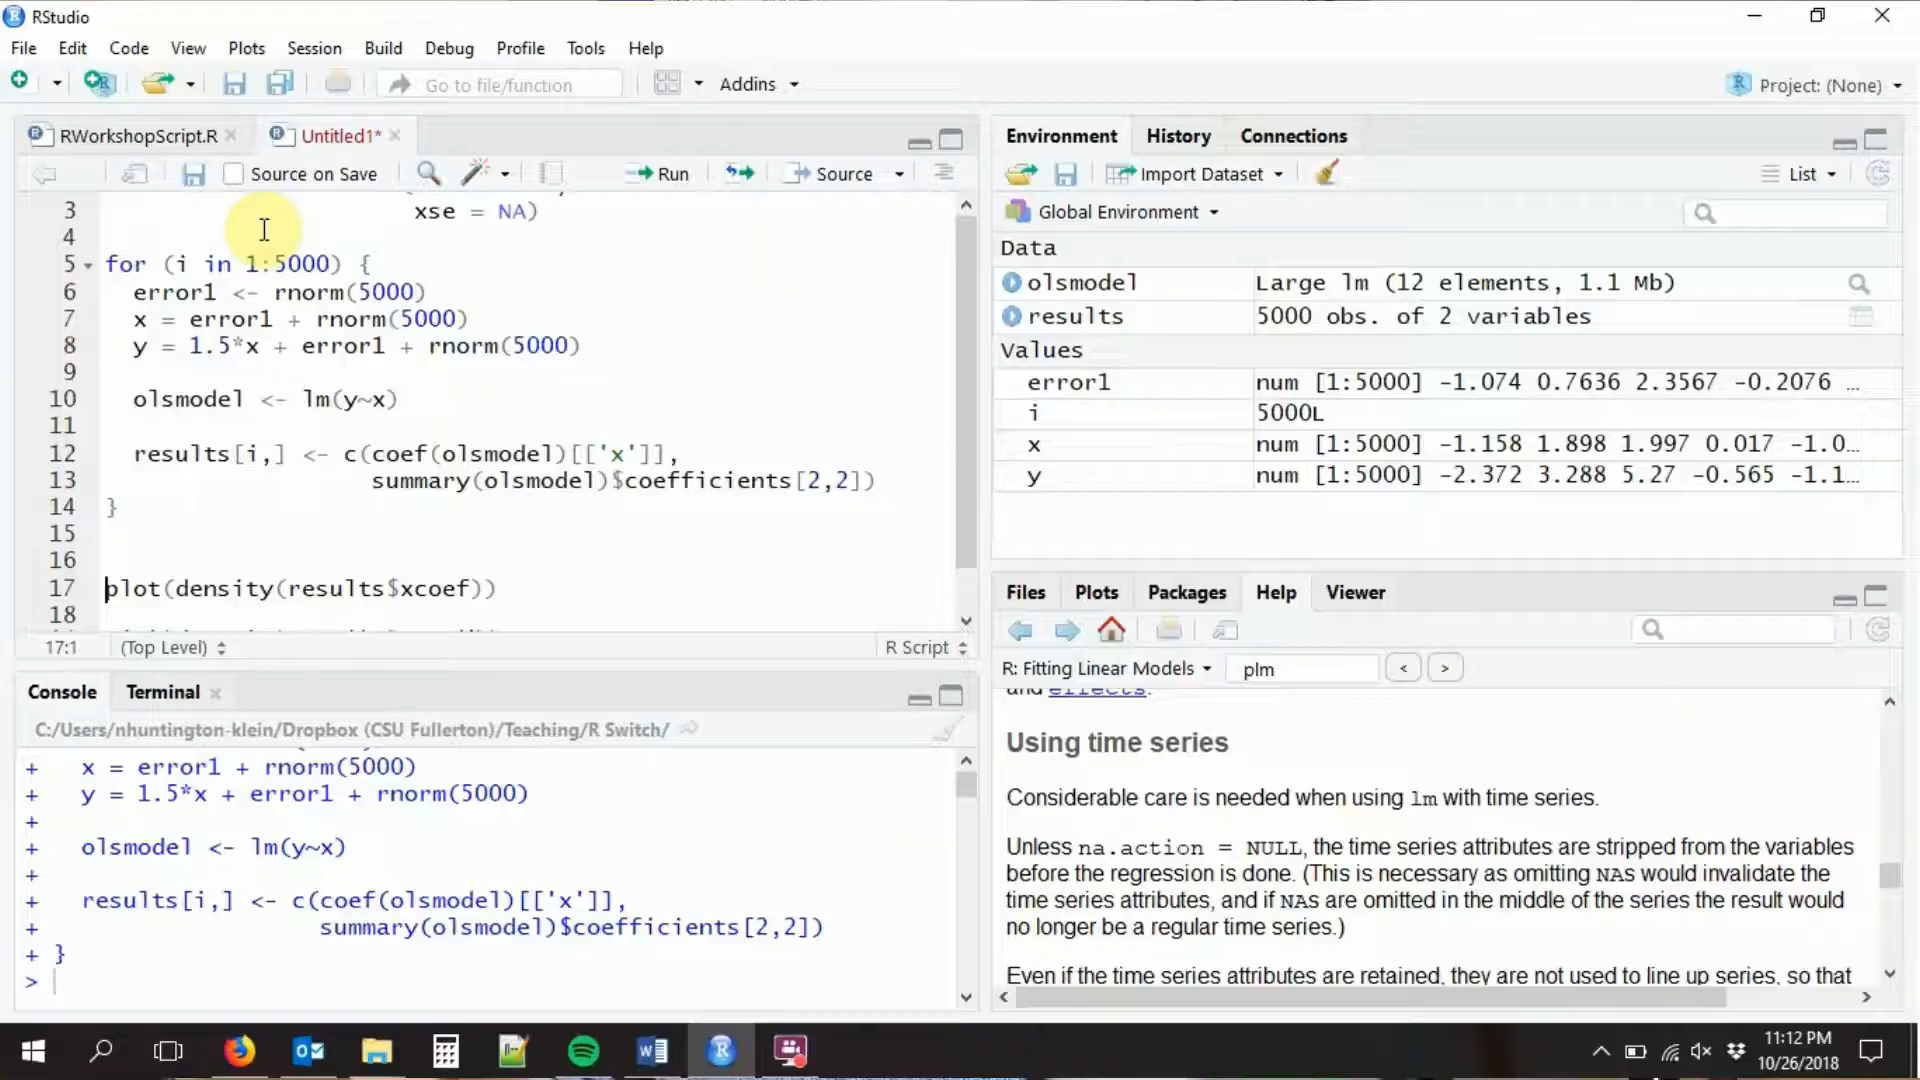 RStudio
File Edit Code View Plots Session Build Debug Profile Tools Help
Go to file/function Addins Project: (None)
RWorkshopScript.R Untitled1*
Source on Save Run Source
3 xse = NA)
4
5 for (i in 1:5000) {
6 error1 <- rnorm(5000)
7 x = error1 + rnorm(5000)
8 y = 1.5*x + error1 + rnorm(5000)
9
10 olsmodel <- lm(y~x)
11
12 results[i,] <- c(coef(olsmodel)[['x']],
13 summary(olsmodel)$coefficients[2,2])
14 }
15
16
17 plot(density(results$xcoef))
18
17:1 (Top Level) R Script
Console Terminal
C:/Users/nhuntington-klein/Dropbox (CSU Fullerton)/Teaching/R Switch/
+ x = error1 + rnorm(5000)
+ y = 1.5*x + error1 + rnorm(5000)
+
+ olsmodel <- lm(y~x)
+
+ results[i,] <- c(coef(olsmodel)[['x']],
+ summary(olsmodel)$coefficients[2,2])
+ }
>
Environment History Connections
Import Dataset List
Global Environment
Data
olsmodel Large lm (12 elements, 1.1 Mb)
results 5000 obs. of 2 variables
Values
error1 num [1:5000] -1.074 0.7636 2.3567 -0.2076 …
i 5000L
x num [1:5000] -1.158 1.898 1.997 0.017 -1.0…
y num [1:5000] -2.372 3.288 5.27 -0.565 -1.1…
Files Plots Packages Help Viewer
R: Fitting Linear Models plm < >
and effects.
Using time series
Considerable care is needed when using lm with time series.
Unless na.action = NULL, the time series attributes are stripped from the variables
before the regression is done. (This is necessary as omitting NAs would invalidate the
time series attributes, and if NAs are omitted in the middle of the series the result would
no longer be a regular time series.)
Even if the time series attributes are retained, they are not used to line up series, so that
11:12 PM
10/26/2018